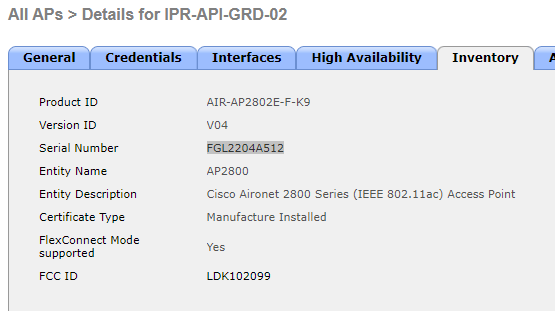 All APs > Details for IPR-API-GRD-02
General Credentials Interfaces High Availability Inventory A
Product ID AIR-AP2802E-F-K9
Version ID V04
Serial Number FGL2204A512
Entity Name AP2800
Entity Description Cisco Aironet 2800 Series (IEEE 802.11ac) Access Point
Certificate Type Manufacture Installed
FlexConnect Mode
supported Yes
FCC ID LDK102099